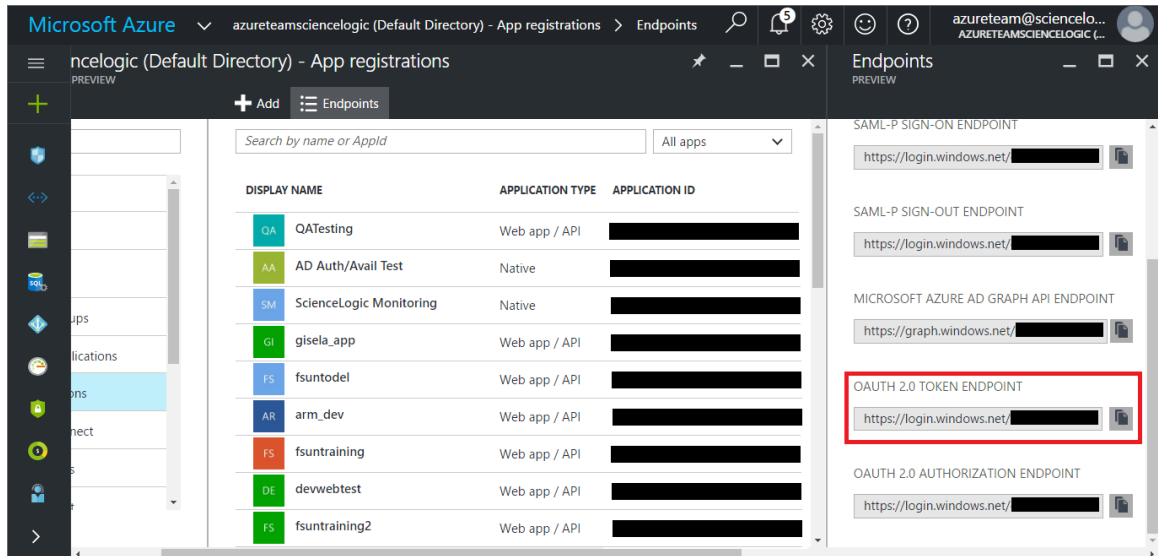 Microsoft Azure
azureteamsciencelogic (Default Directory) - App registrations > Endpoints
5
azureteam@sciencelo...
AZURETEAMSCIENCELOGIC (...
ncelogic (Default Directory) - App registrations
PREVIEW
Endpoints
PREVIEW
Add
Endpoints
Search by name or AppId
All apps
DISPLAY NAME
APPLICATION TYPE
APPLICATION ID
QA
QATesting
Web app / API
AA
AD Auth/Avail Test
Native
SM
ScienceLogic Monitoring
Native
GI
gisela_app
Web app / API
FS
fsuntodel
Web app / API
AR
arm_dev
Web app / API
FS
fsuntraining
Web app / API
DE
devwebtest
Web app / API
FS
fsuntraining2
Web app / API
SQL
ups
lications
ons
nect
s
t
SAML-P SIGN-ON ENDPOINT
https://login.windows.net/
SAML-P SIGN-OUT ENDPOINT
https://login.windows.net/
MICROSOFT AZURE AD GRAPH API ENDPOINT
https://graph.windows.net/
OAUTH 2.0 TOKEN ENDPOINT
https://login.windows.net/
OAUTH 2.0 AUTHORIZATION ENDPOINT
https://login.windows.net/